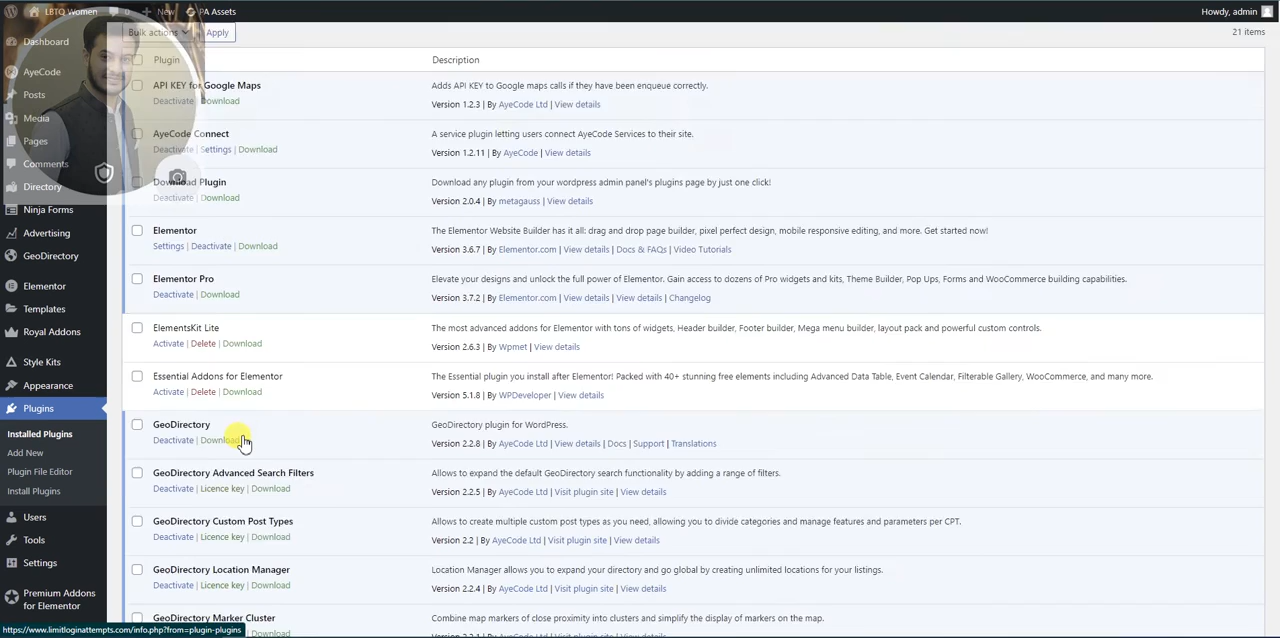 LBTQ Women 0 New PA Assets Howdy, admin
Bulk actions Apply 21 items
Dashboard
AyeCode
Posts
Media
Pages
Comments
Directory
Ninja Forms
Advertising
GeoDirectory
Elementor
Templates
Royal Addons
Style Kits
Appearance
Plugins
Installed Plugins
Add New
Plugin File Editor
Install Plugins
Users
Tools
Settings
Premium Addons
for Elementor
Plugin Description
API KEY for Google Maps Adds API KEY to Google maps calls if they have been enqueue correctly.
Deactivate | Download Version 1.2.3 | By AyeCode Ltd | View details
AyeCode Connect A service plugin letting users connect AyeCode Services to their site.
Deactivate | Settings | Download Version 1.2.11 | By AyeCode | View details
Download Plugin Download any plugin from your wordpress admin panel's plugins page by just one click!
Deactivate | Download Version 2.0.4 | By metagauss | View details
Elementor The Elementor Website Builder has it all: drag and drop page builder, pixel perfect design, mobile responsive editing, and more. Get started now!
Settings | Deactivate | Download Version 3.6.7 | By Elementor.com | View details | Docs & FAQs | Video Tutorials
Elementor Pro Elevate your designs and unlock the full power of Elementor. Gain access to dozens of Pro widgets and kits, Theme Builder, Pop Ups, Forms and WooCommerce building capabilities.
Deactivate | Download Version 3.7.2 | By Elementor.com | View details | View details | Changelog
ElementsKit Lite The most advanced addons for Elementor with tons of widgets, Header builder, Footer builder, Mega menu builder, layout pack and powerful custom controls.
Activate | Delete | Download Version 2.6.3 | By Wpmet | View details
Essential Addons for Elementor The Essential plugin you install after Elementor! Packed with 40+ stunning free elements including Advanced Data Table, Event Calendar, Filterable Gallery, WooCommerce, and many more.
Activate | Delete | Download Version 5.1.8 | By WPDeveloper | View details
GeoDirectory GeoDirectory plugin for WordPress.
Deactivate | Download Version 2.2.8 | By AyeCode Ltd | View details | Docs | Support | Translations
GeoDirectory Advanced Search Filters Allows to expand the default GeoDirectory search functionality by adding a range of filters.
Deactivate | Licence key | Download Version 2.2.5 | By AyeCode Ltd | Visit plugin site | View details
GeoDirectory Custom Post Types Allows to create multiple custom post types as you need, allowing you to divide categories and manage features and parameters per CPT.
Deactivate | Licence key | Download Version 2.2 | By AyeCode Ltd | Visit plugin site | View details
GeoDirectory Location Manager Location Manager allows you to expand your directory and go global by creating unlimited locations for your listings.
Deactivate | Licence key | Download Version 2.2.4 | By AyeCode Ltd | Visit plugin site | View details
GeoDirectory Marker Cluster Combine map markers of close proximity into clusters and simplify the display of markers on the map.
https://www.limitloginattempts.com/info.php?from=plugin-plugins